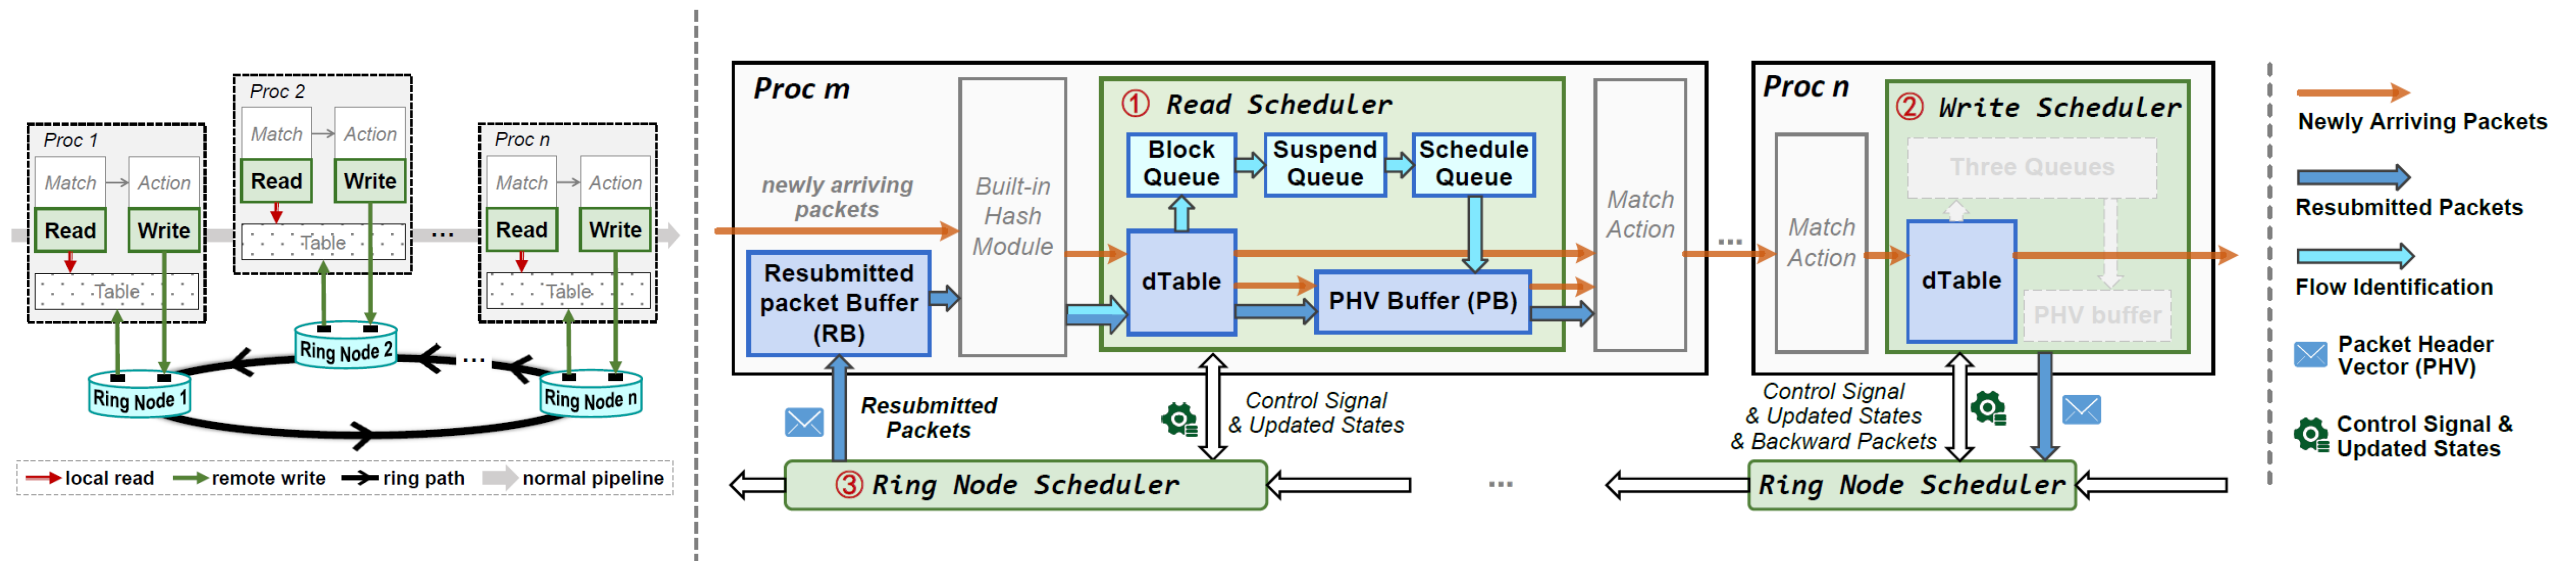 Proc 1
Match
Action
Read
Write
Table
Proc 2
Match
Action
Read
Write
Table
...
Proc n
Match
Action
Read
Write
Table
Ring Node 1
Ring Node 2
...
Ring Node n
local read
remote write
ring path
normal pipeline
Proc m
newly arriving
packets
Resubmitted
packet Buffer
(RB)
Built-in
Hash
Module
① Read Scheduler
Block
Queue
Suspend
Queue
Schedule
Queue
dTable
PHV Buffer (PB)
Match
Action
...
Resubmitted
Packets
Control Signal
& Updated States
③ Ring Node Scheduler
...
Proc n
Match
Action
② Write Scheduler
Three Queues
dTable
PHV buffer
Control Signal
& Updated States
& Backward Packets
Ring Node Scheduler
Newly Arriving Packets
Resubmitted Packets
Flow Identification
Packet Header
Vector (PHV)
Control Signal &
Updated States